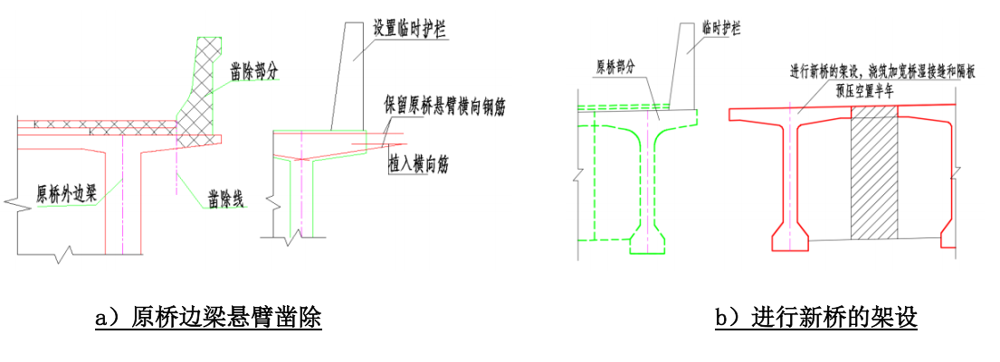 设置临时护栏
凿除部分
保留原桥悬臂横向钢筋
植入横向筋
原桥外边梁
凿除线
临时护栏
原桥部分
进行新桥的架设，浇筑加宽桥湿接缝和隔板
预压空置半年
a）原桥边梁悬臂凿除
b）进行新桥的架设